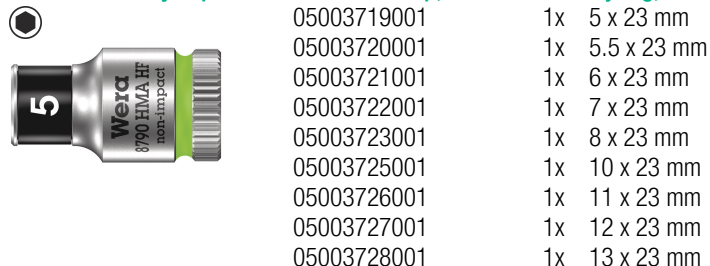 05003719001 1x 5 x 23 mm
05003720001 1x 5.5 x 23 mm
05003721001 1x 6 x 23 mm
05003722001 1x 7 x 23 mm
05003723001 1x 8 x 23 mm
05003725001 1x 10 x 23 mm
05003726001 1x 11 x 23 mm
05003727001 1x 12 x 23 mm
05003728001 1x 13 x 23 mm
5
Wera
8790 HMA HF
non-impact